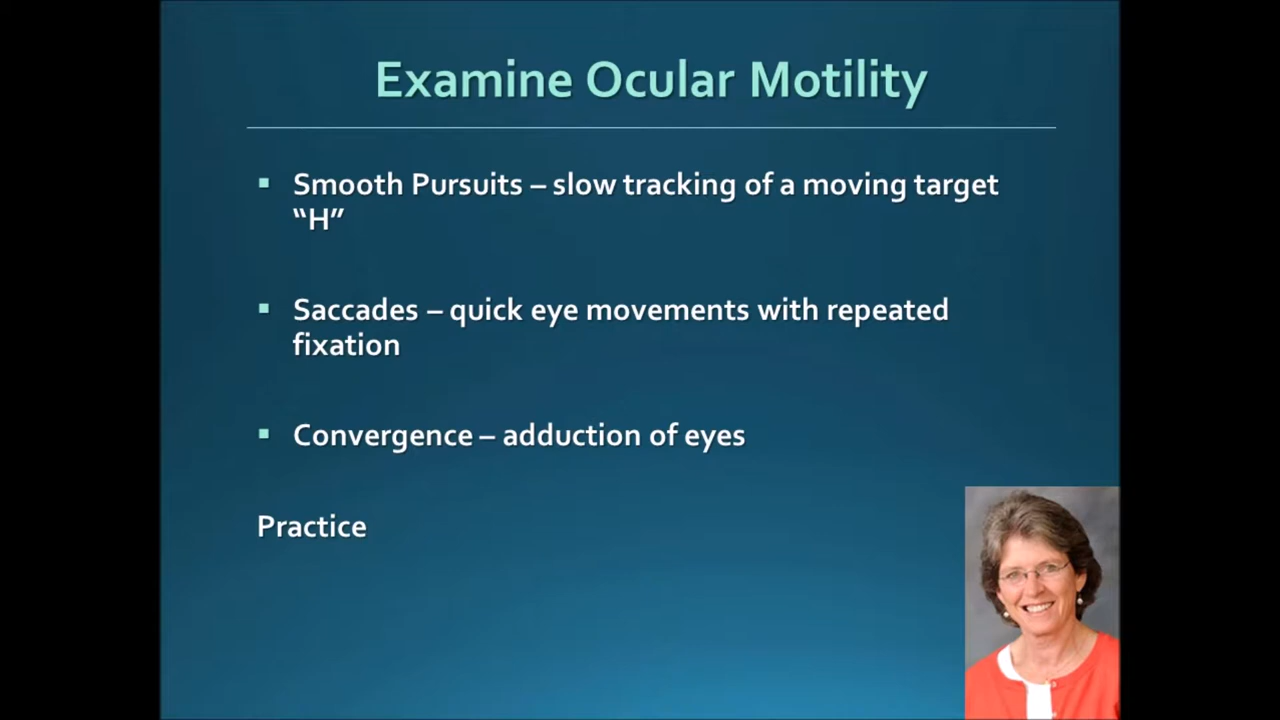 Examine Ocular Motility
▪ Smooth Pursuits – slow tracking of a moving target
“H”
▪ Saccades – quick eye movements with repeated
fixation
▪ Convergence – adduction of eyes
Practice